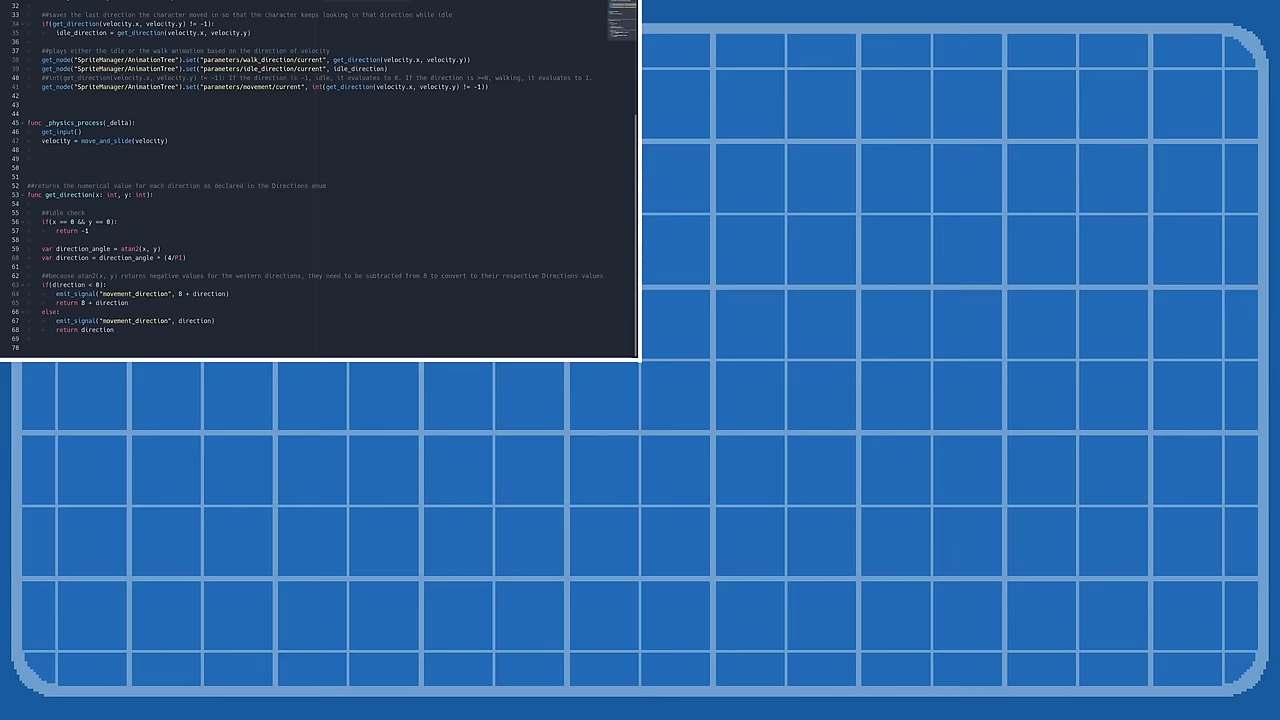 32
33 ##saves the last direction the character moved in so that the character keeps looking in that direction while idle
34 if(get_direction(velocity.x, velocity.y) != -1):
35 idle_direction = get_direction(velocity.x, velocity.y)
36
37 ##plays either the idle or the walk animation based on the direction of velocity
38 get_node("SpriteManager/AnimationTree").set("parameters/walk_direction/current", get_direction(velocity.x, velocity.y))
39 get_node("SpriteManager/AnimationTree").set("parameters/idle_direction/current", idle_direction)
40 ##int(get_direction(velocity.x, velocity.y) != -1): If the direction is -1, idle, it evaluates to 0. If the direction is >=0, walking, it evaluates to 1.
41 get_node("SpriteManager/AnimationTree").set("parameters/movement/current", int(get_direction(velocity.x, velocity.y) != -1))
42
43
44
45 func _physics_process(_delta):
46 get_input()
47 velocity = move_and_slide(velocity)
48
49
50
51
52 ##returns the numerical value for each direction as declared in the Directions enum
53 func get_direction(x: int, y: int):
54
55 ##idle check
56 if(x == 0 && y == 0):
57 return -1
58
59 var direction_angle = atan2(x, y)
60 var direction = direction_angle * (4/PI)
61
62 ##because atan2(x, y) returns negative values for the western directions, they need to be subtracted from 8 to convert to their respective Directions values
63 if(direction < 0):
64 emit_signal("movement_direction", 8 + direction)
65 return 8 + direction
66 else:
67 emit_signal("movement_direction", direction)
68 return direction
69
70